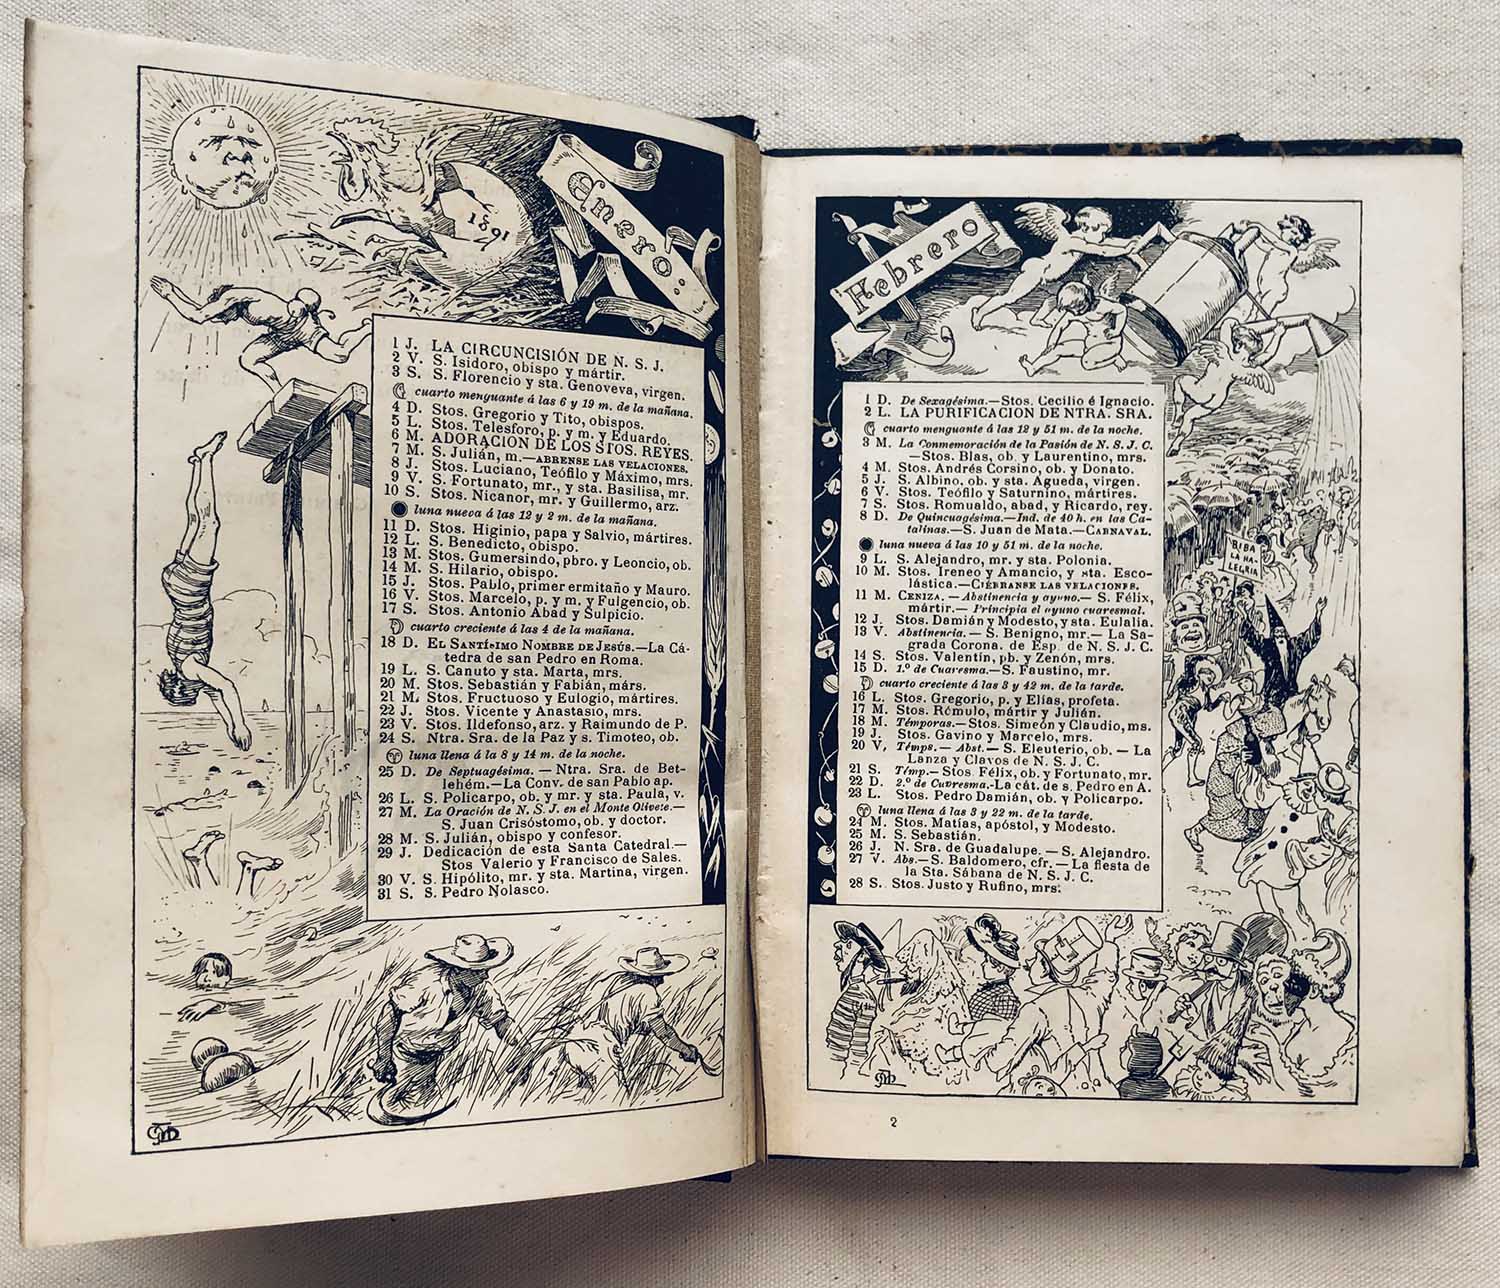 1891
Enero
1 J. LA CIRCUNCISIÓN DE N. S. J.
2 V. S. Isidoro, obispo y mártir.
3 S. S. Florencio y sta. Genoveva, virgen.
cuarto menguante á las 6 y 19 m. de la mañana.
4 D. Stos. Gregorio y Tito, obispos.
5 L. Stos. Telesforo, p. y m. y Eduardo.
6 M. ADORACION DE LOS STOS. REYES.
7 M. S. Julián, m.—ABRENSE LAS VELACIONES.
8 J. Stos. Luciano, Teófilo y Máximo, mrs.
9 V. S. Fortunato, mr., y sta. Basilisa, mr.
10 S. Stos. Nicanor, mr. y Guillermo, arz.
luna nueva á las 12 y 2 m. de la mañana.
11 D. Stos. Higinio, papa y Salvio, mártires.
12 L. S. Benedicto, obispo.
13 M. Stos. Gumersindo, pbro. y Leoncio, ob.
14 M. S. Hilario, obispo.
15 J. Stos. Pablo, primer ermitaño y Mauro.
16 V. Stos. Marcelo, p. y m. y Fulgencio, ob.
17 S. Stos. Antonio Abad y Sulpicio.
cuarto creciente á las 4 de la mañana.
18 D. EL SANTÍSIMO NOMBRE DE JESÚS.—La Cá-
tedra de san Pedro en Roma.
19 L. S. Canuto y sta. Marta, mrs.
20 M. Stos. Sebastián y Fabián, márs.
21 M. Stos. Fructuoso y Eulogio, mártires.
22 J. Stos. Vicente y Anastasio, mrs.
23 V. Stos. Ildefonso, arz. y Raimundo de P.
24 S. Ntra. Sra. de la Paz y s. Timoteo, ob.
luna llena á la 8 y 14 m. de la noche.
25 D. De Septuagésima. — Ntra. Sra. de Bet-
lehém.—La Conv. de san Pablo ap.
26 L. S. Policarpo, ob. y mr. y sta. Paula, v.
27 M. La Oración de N. S. J. en el Monte Olivete.—
S. Juan Crisóstomo, ob. y doctor.
28 M. S. Julián, obispo y confesor.
29 J. Dedicación de esta Santa Catedral.—
Stos Valerio y Francisco de Sales.
30 V. S. Hipólito, mr. y sta. Martina, virgen.
31 S. S. Pedro Nolasco.
Febrero
1 D. De Sexagésima.—Stos. Cecilio é Ignacio.
2 L. LA PURIFICACION DE NTRA. SRA.
cuarto menguante á las 12 y 51 m. de la noche.
3 M. La Conmemoración de la Pasión de N. S. J. C.
—Stos. Blas, ob. y Laurentino, mrs.
4 M. Stos. Andrés Corsino, ob. y Donato.
5 J. S. Albino, ob. y sta. Agueda, virgen.
6 V. Stos. Teófilo y Saturnino, mártires.
7 S. Stos. Romualdo, abad, y Ricardo, rey.
8 D. De Quincuagésima.—Ind. de 40 h. en las Ca-
talinas.—S. Juan de Mata.—CARNAVAL.
luna nueva á las 10 y 51 m. de la noche.
9 L. S. Alejandro, mr. y sta. Polonia.
10 M. Stos. Ireneo y Amancio, y sta. Esco-
lástica.—CIÉRRANSE LAS VELACIONES.
11 M. CENIZA.—Abstinencia y ayuno.—S. Félix,
mártir.— Principia el ayuno cuaresmal.
12 J. Stos. Damián y Modesto, y sta. Eulalia.
13 V. Abstinencia. — S. Benigno, mr.— La Sa-
grada Corona. de Esp. de N. S. J. C.
14 S. Stos. Valentín, pb. y Zenón, mrs.
15 D. 1.º de Cuaresma.—S. Faustino, mr.
cuarto creciente á las 3 y 42 m. de la tarde.
16 L. Stos. Gregorio, p. y Elías, profeta.
17 M. Stos. Rómulo, mártir y Julián.
18 M. Témporas.—Stos. Simeón y Claudio, ms.
19 J. Stos. Gavino y Marcelo, mrs.
20 V, Témps.— Abst.— S. Eleuterio, ob. — La
Lanza y Clavos de N. S. J. C.
21 S. Témp.—Stos. Félix, ob. y Fortunato, mr.
22 D. 2.º de Cuaresma.-La cát. de s. Pedro en A.
23 L. Stos. Pedro Damián, ob. y Policarpo.
luna llena á las 3 y 22 m. de la tarde.
24 M. Stos. Matías, apóstol, y Modesto.
25 M. S. Sebastián.
26 J. N. Sra. de Guadalupe. — S. Alejandro.
27 V. Abs.—S. Baldomero, cfr. — La fiesta de
la Sta. Sábana de N. S. J. C.
28 S. Stos. Justo y Rufino, mrs.
BIBA
LA HA-
LEGRIA
2